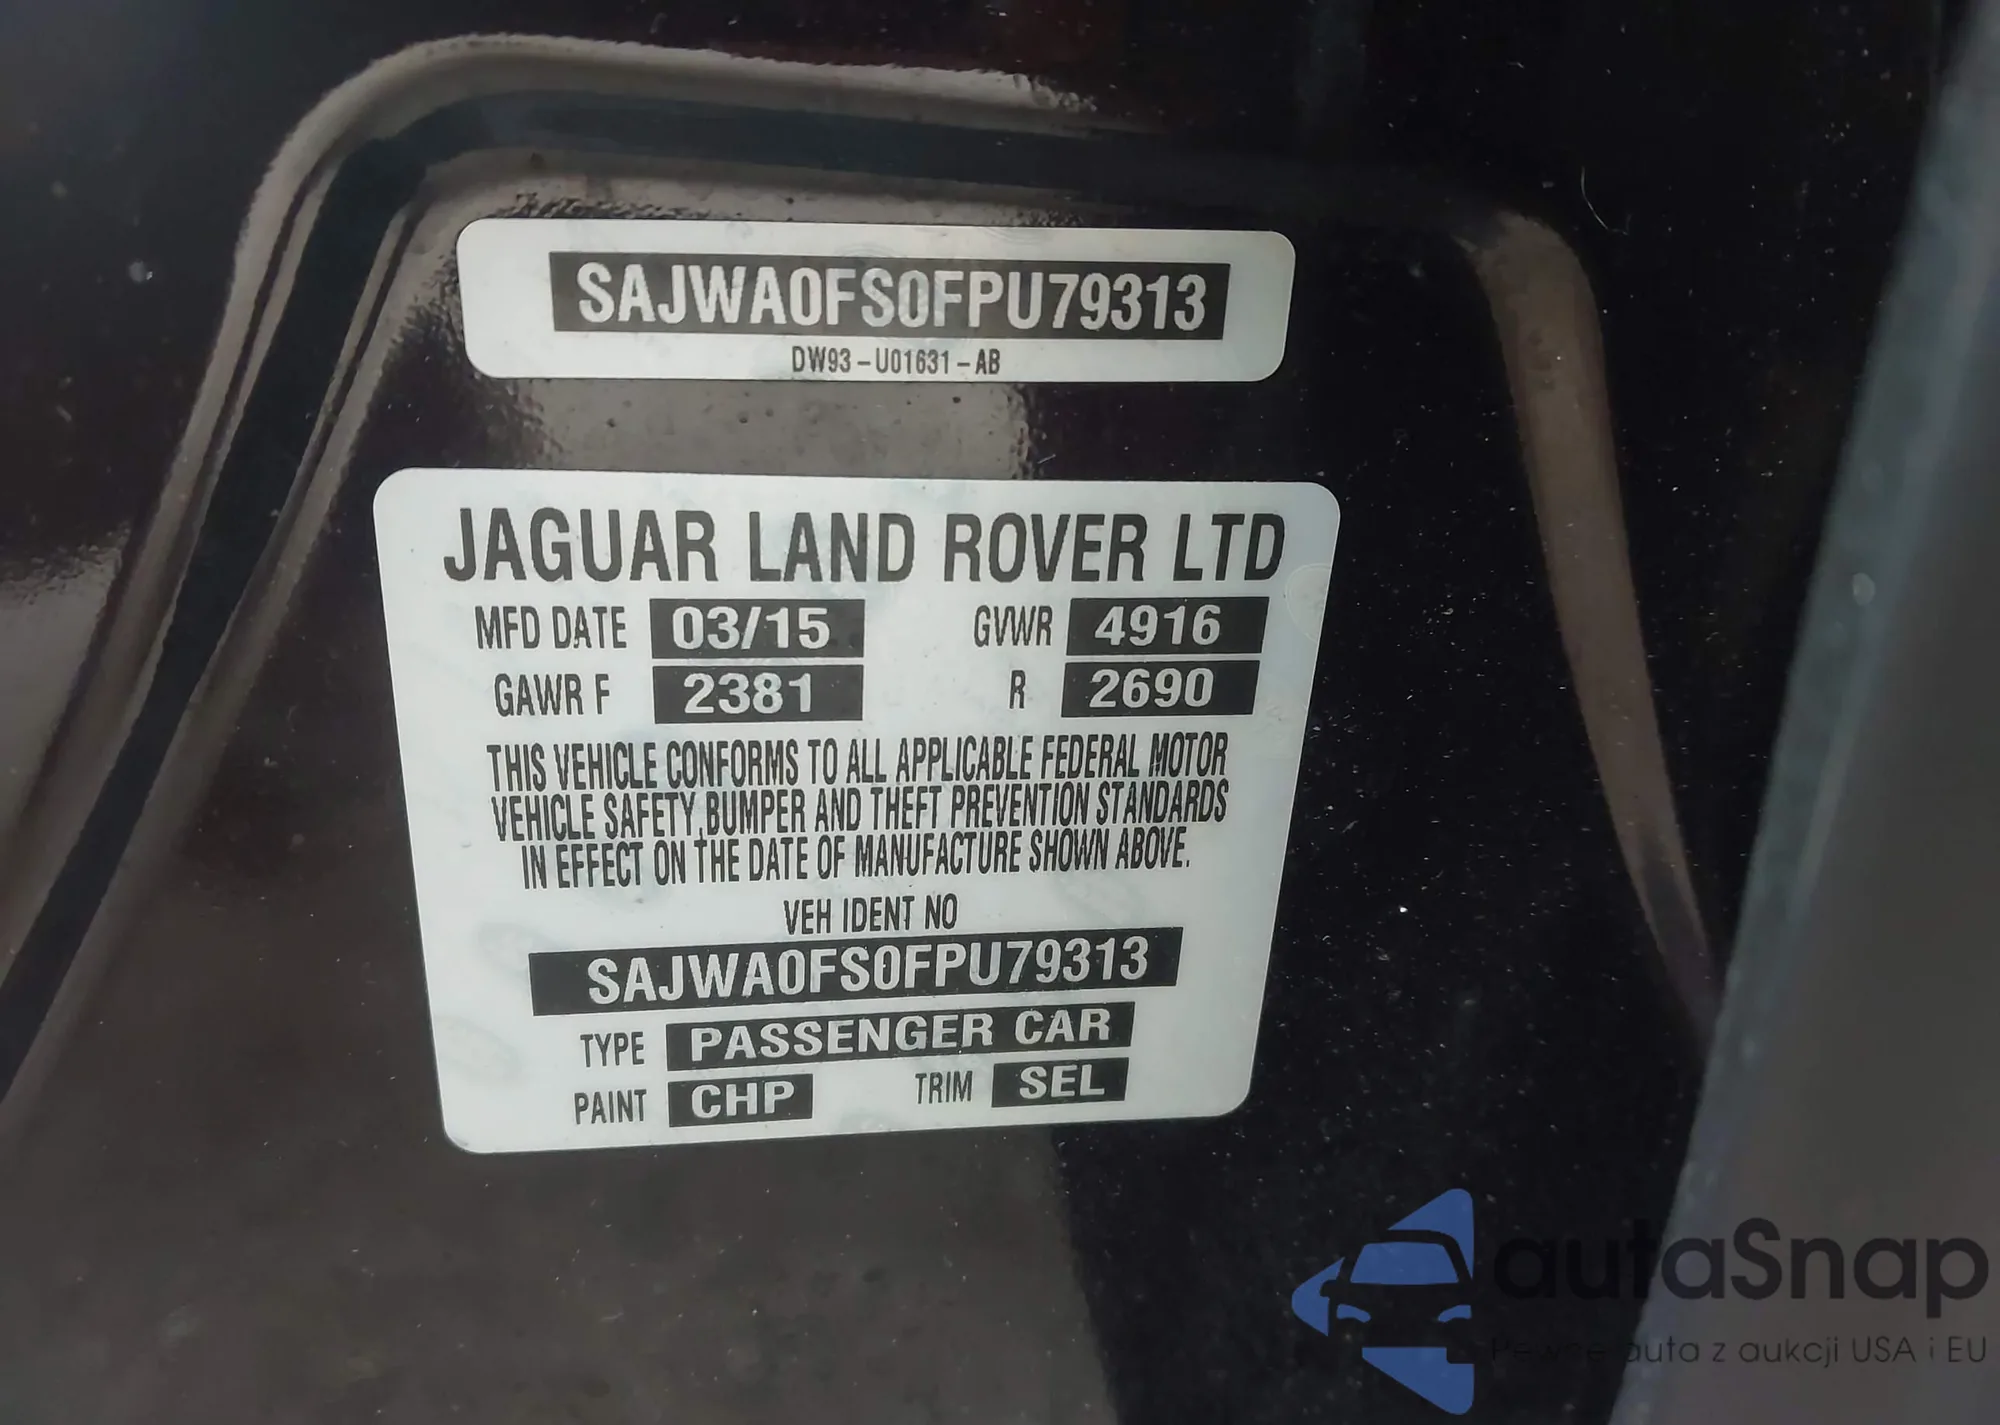 SAJWA0FS0FPU79313
DW93-U01631-AB
JAGUAR LAND ROVER LTD
MFD DATE 03/15 GVWR 4916
GAWR F 2381 R 2690
THIS VEHICLE CONFORMS TO ALL APPLICABLE FEDERAL MOTOR
VEHICLE SAFETY, BUMPER AND THEFT PREVENTION STANDARDS
IN EFFECT ON THE DATE OF MANUFACTURE SHOWN ABOVE.
VEH IDENT NO
SAJWA0FS0FPU79313
TYPE PASSENGER CAR
PAINT CHP TRIM SEL
autaSnap
Pewne auta z aukcji USA i EU